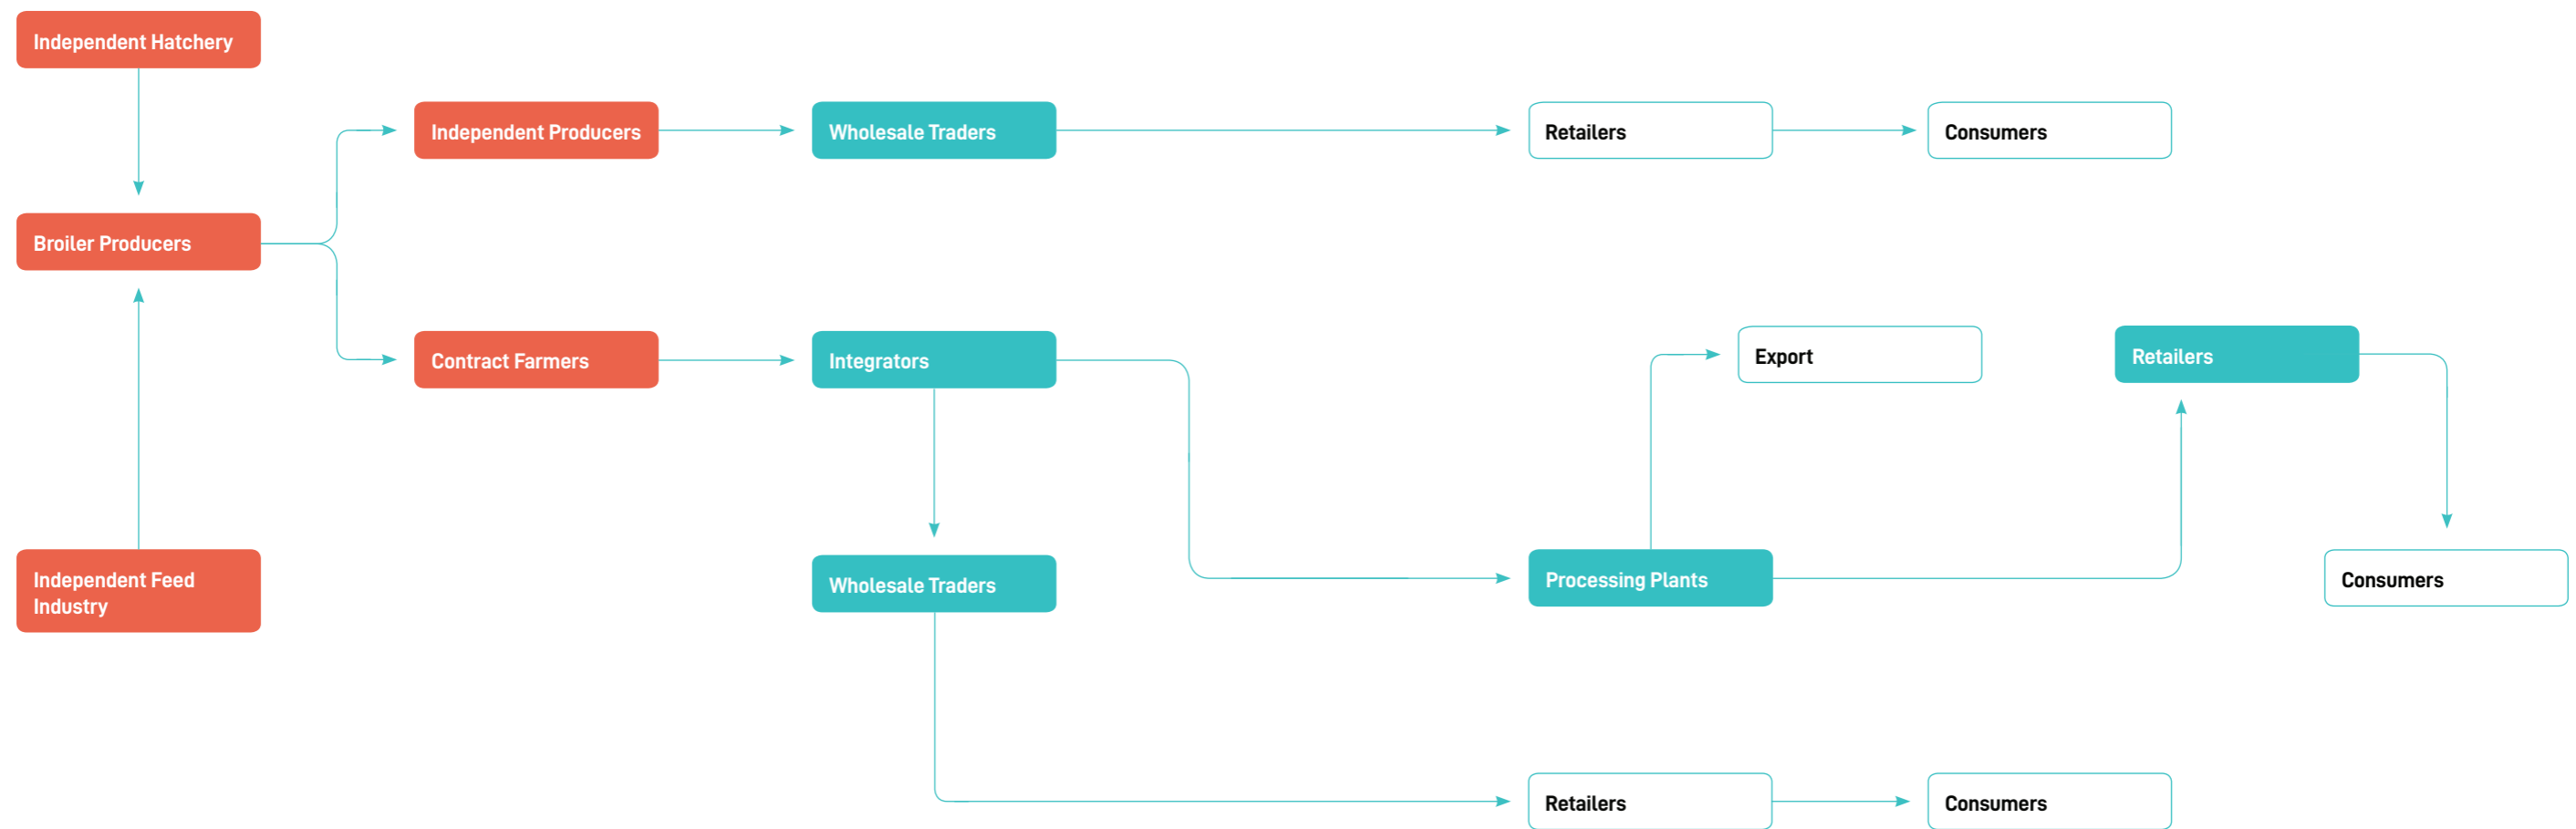 Independent Hatchery
Independent Producers
Wholesale Traders
Retailers
Consumers
Broiler Producers
Contract Farmers
Integrators
Export
Retailers
Independent Feed
Industry
Wholesale Traders
Processing Plants
Consumers
Retailers
Consumers